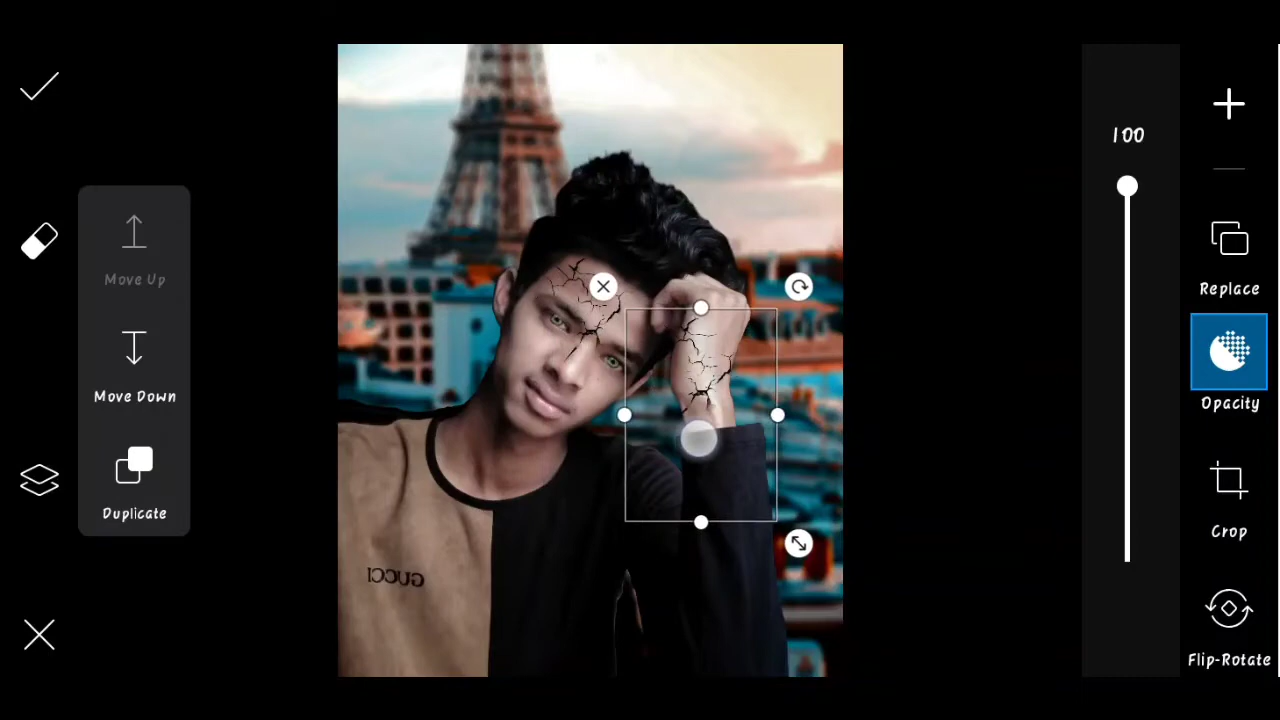 Move Up
Move Down
Duplicate
GUCCI
100
Replace
Opacity
Crop
Flip-Rotate